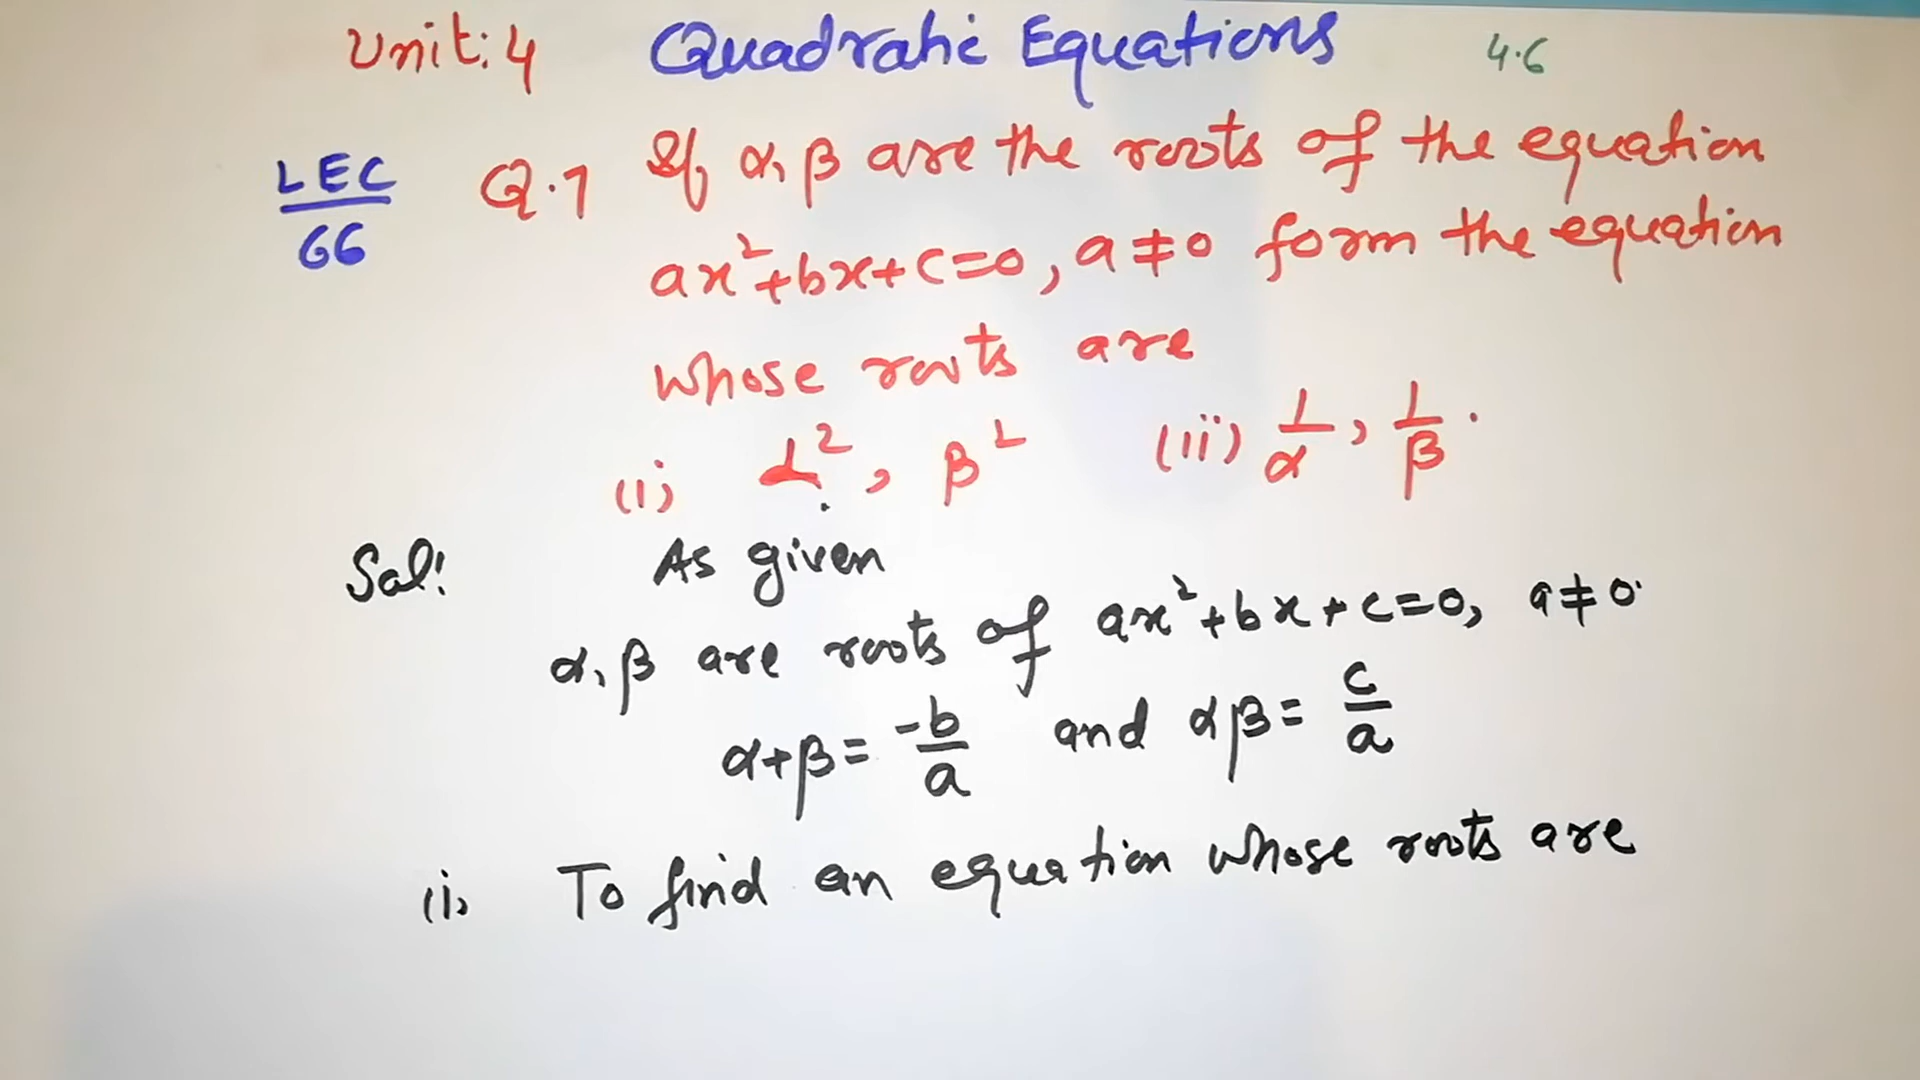 Unit: 4 Quadratic Equations 4.6
LEC
66
Q.7 If α, β are the roots of the equation
ax²+bx+c=0, a≠0 form the equation
whose roots are
(i) α², β² (ii) 1/α, 1/β.
Sol: As given
α, β are roots of ax²+bx+c=0, a≠0
α+β = -b/a and αβ = c/a
(i) To find an equation whose roots are